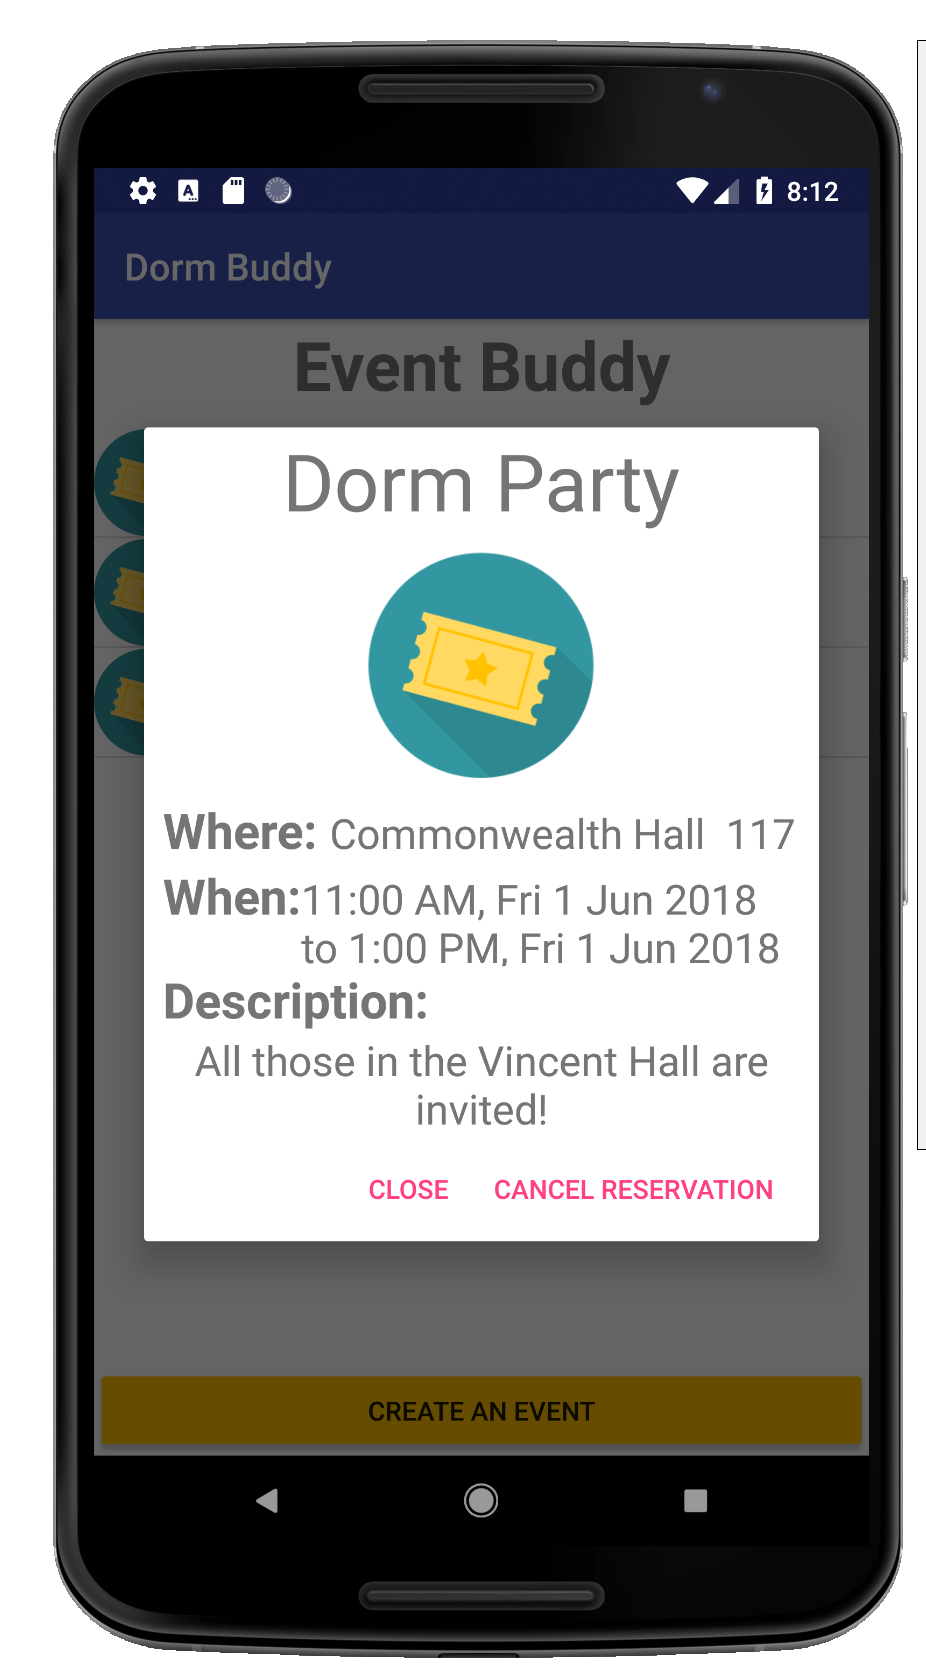 8:12
Dorm Buddy
Event Buddy
Dorm Party
Where: Commonwealth Hall 117
When: 11:00 AM, Fri 1 Jun 2018
to 1:00 PM, Fri 1 Jun 2018
Description:
All those in the Vincent Hall are
invited!
CLOSE CANCEL RESERVATION
CREATE AN EVENT